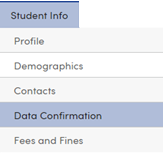 Student Info
Profile
Demographics
Contacts
Data Confirmation
Fees and Fines